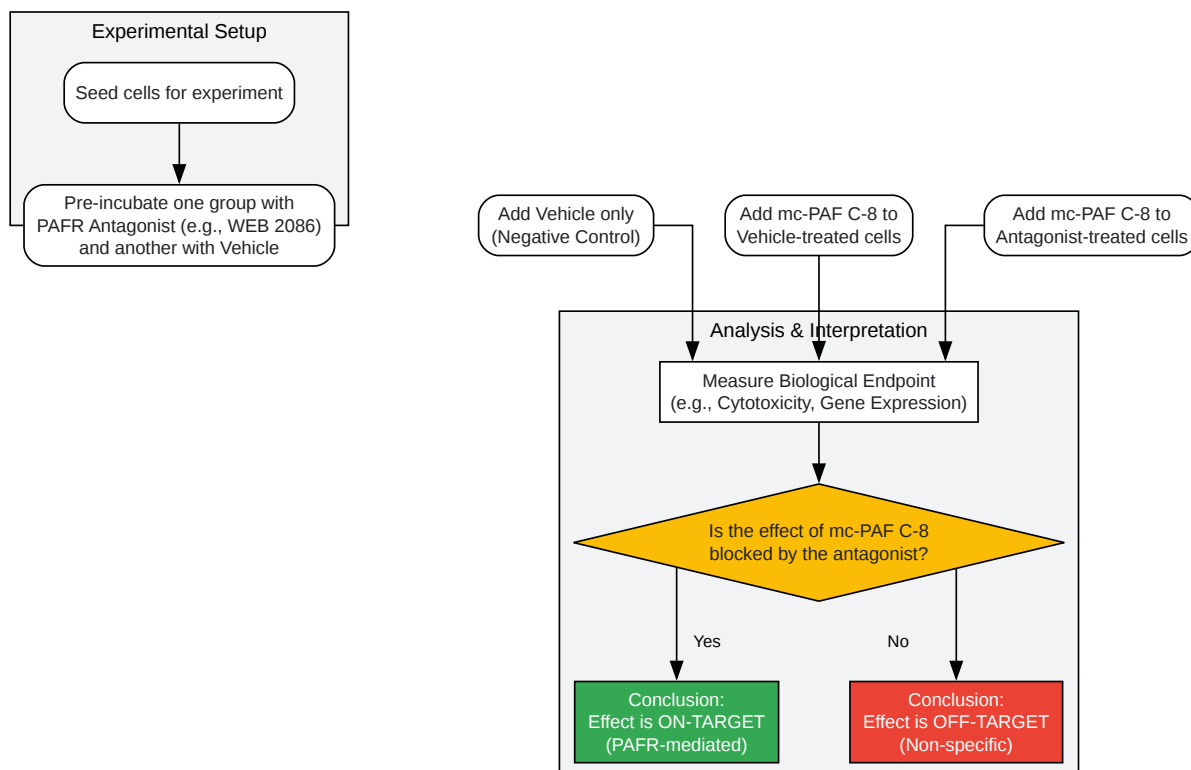 Experimental Setup
Seed cells for experiment
Pre-incubate one group with
PAFR Antagonist (e.g., WEB 2086)
and another with Vehicle
Add Vehicle only
(Negative Control)
Add mc-PAF C-8 to
Vehicle-treated cells
Add mc-PAF C-8 to
Antagonist-treated cells
Analysis & Interpretation
Measure Biological Endpoint
(e.g., Cytotoxicity, Gene Expression)
Is the effect of mc-PAF C-8
blocked by the antagonist?
Yes
No
Conclusion:
Effect is ON-TARGET
(PAFR-mediated)
Conclusion:
Effect is OFF-TARGET
(Non-specific)